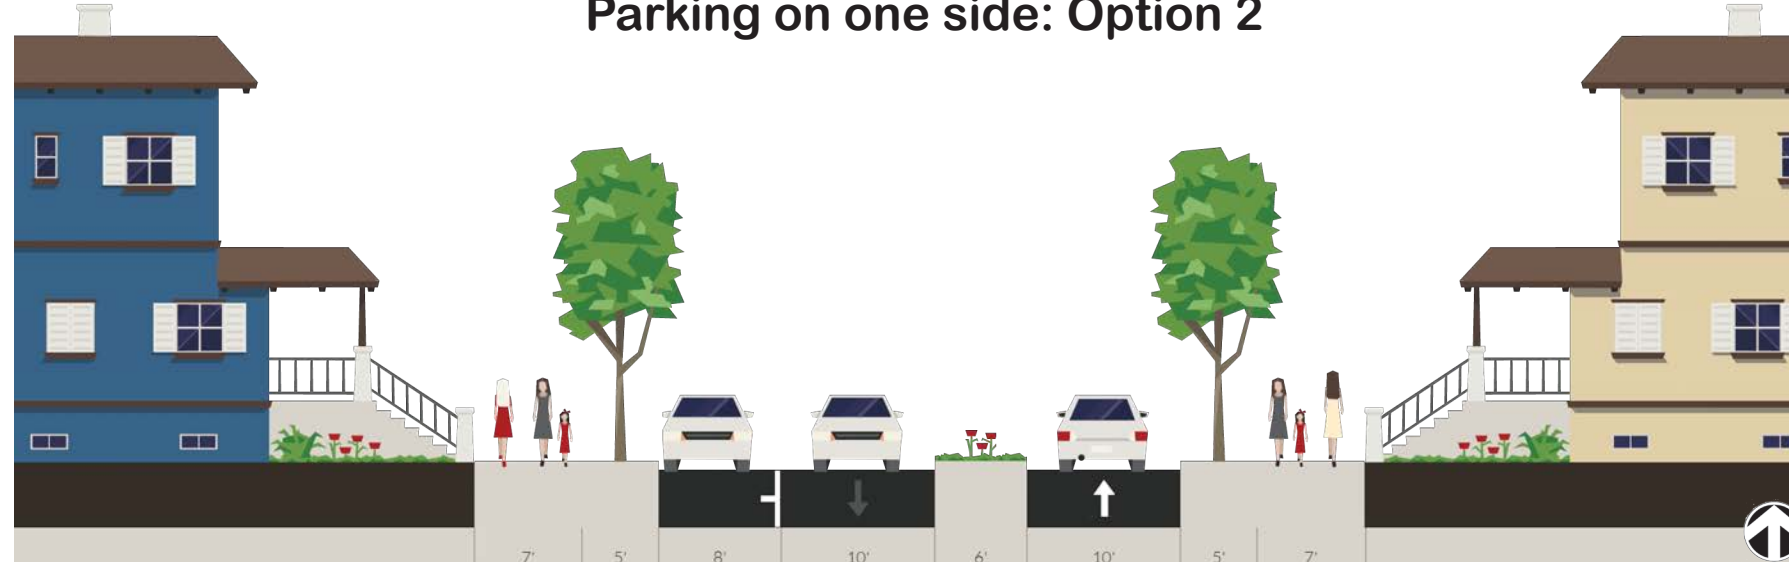 Parking on one side: Option 2
7' 5' 8' 10' 6' 10' 5' 7'